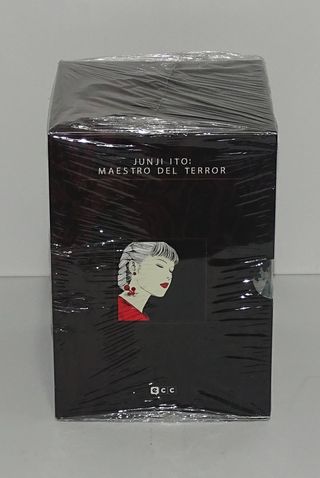 JUNJI ITO:
MAESTRO DEL TERROR
ecc